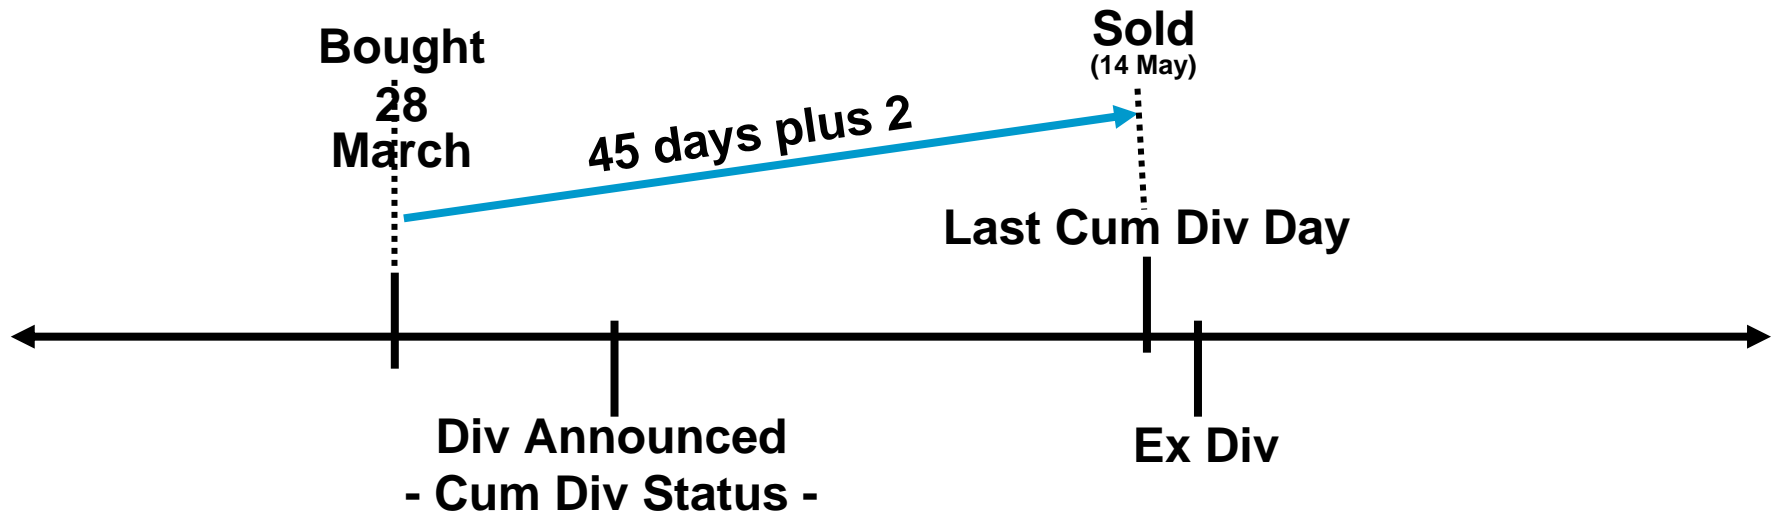 Bought
28
March
45 days plus 2
Sold
(14 May)
Last Cum Div Day
Div Announced
- Cum Div Status -
Ex Div